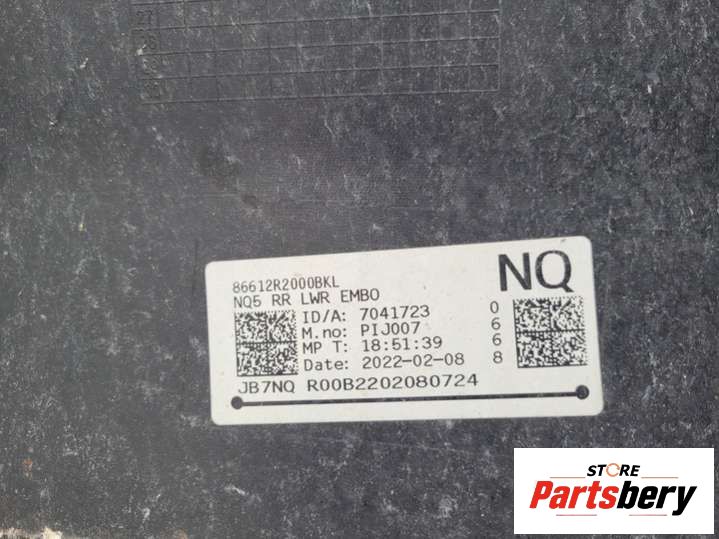 86612R2000BKL
NQ
NQ5 RR LWR EMBO
ID/A: 7041723
M.no: PIJ007
MP T: 18:51:39
Date: 2022-02-08
0
6
6
8
JB7NQ R00B2202080724
STORE
Partsbery